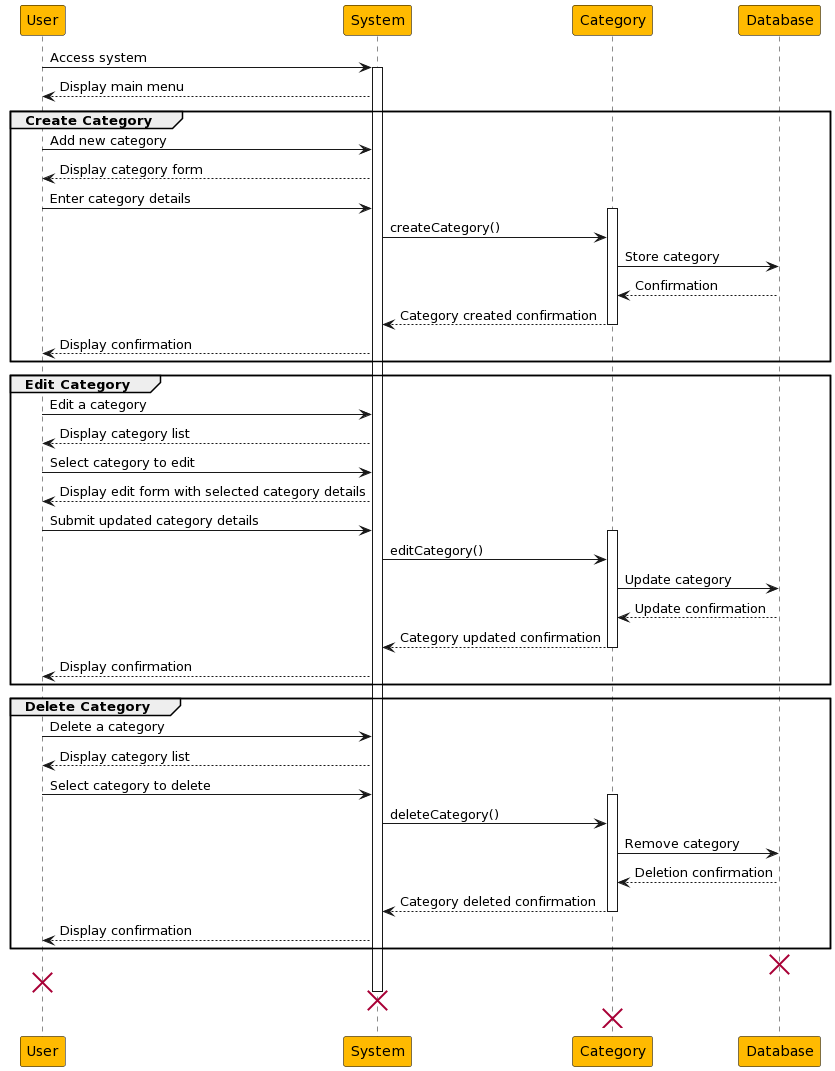 User System Category Database
Access system
Display main menu
Create Category
Add new category
Display category form
Enter category details
createCategory()
Store category
Confirmation
Category created confirmation
Display confirmation
Edit Category
Edit a category
Display category list
Select category to edit
Display edit form with selected category details
Submit updated category details
editCategory()
Update category
Update confirmation
Category updated confirmation
Display confirmation
Delete Category
Delete a category
Display category list
Select category to delete
deleteCategory()
Remove category
Deletion confirmation
Category deleted confirmation
Display confirmation
User System Category Database